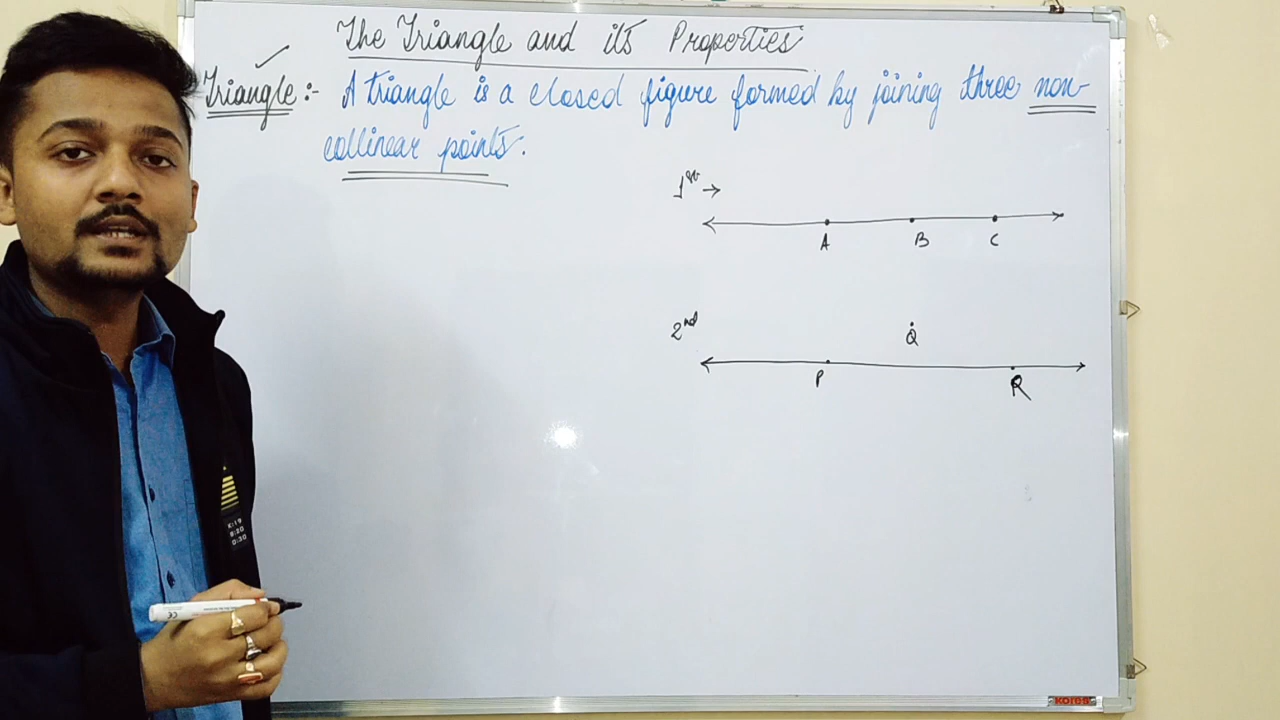 The Triangle and its Properties
Triangle :- A triangle is a closed figure formed by joining three non-
collinear points.
1st →
A B C
2nd
Q
P R
KORES